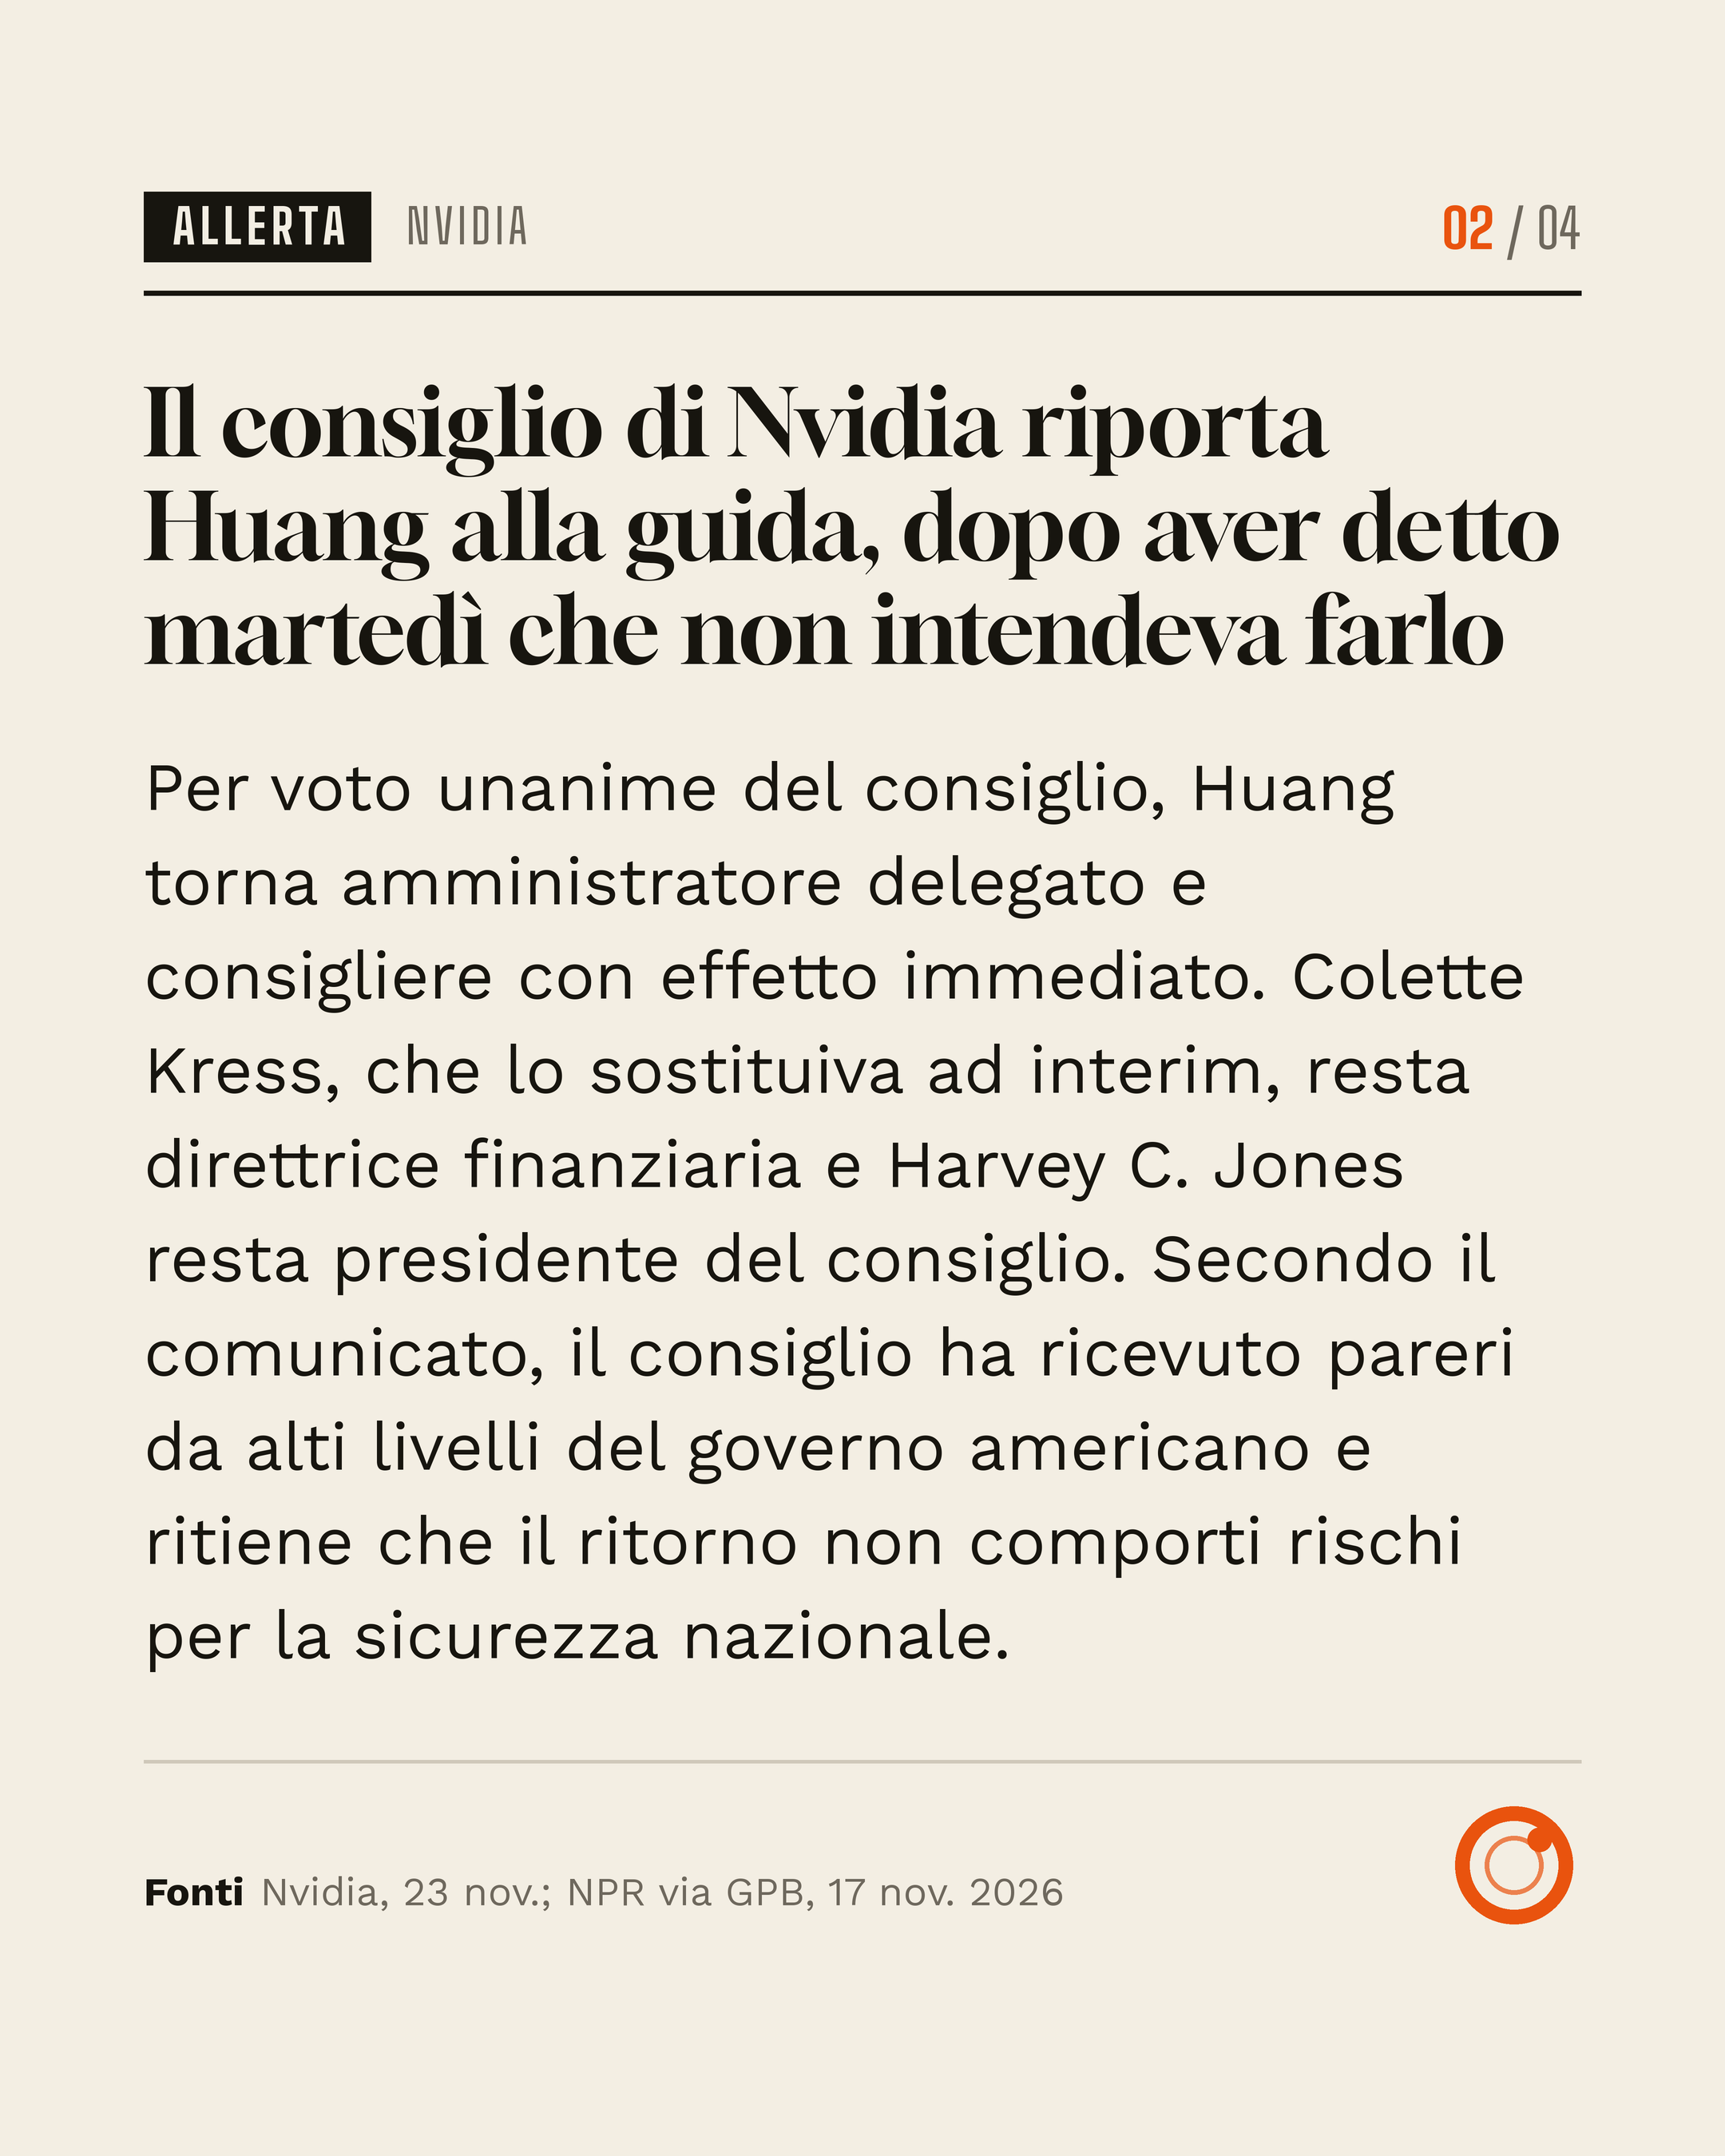 ALLERTA NVIDIA 02 / 04
Il consiglio di Nvidia riporta
Huang alla guida, dopo aver detto
martedì che non intendeva farlo
Per voto unanime del consiglio, Huang
torna amministratore delegato e
consigliere con effetto immediato. Colette
Kress, che lo sostituiva ad interim, resta
direttrice finanziaria e Harvey C. Jones
resta presidente del consiglio. Secondo il
comunicato, il consiglio ha ricevuto pareri
da alti livelli del governo americano e
ritiene che il ritorno non comporti rischi
per la sicurezza nazionale.
Fonti Nvidia, 23 nov.; NPR via GPB, 17 nov. 2026